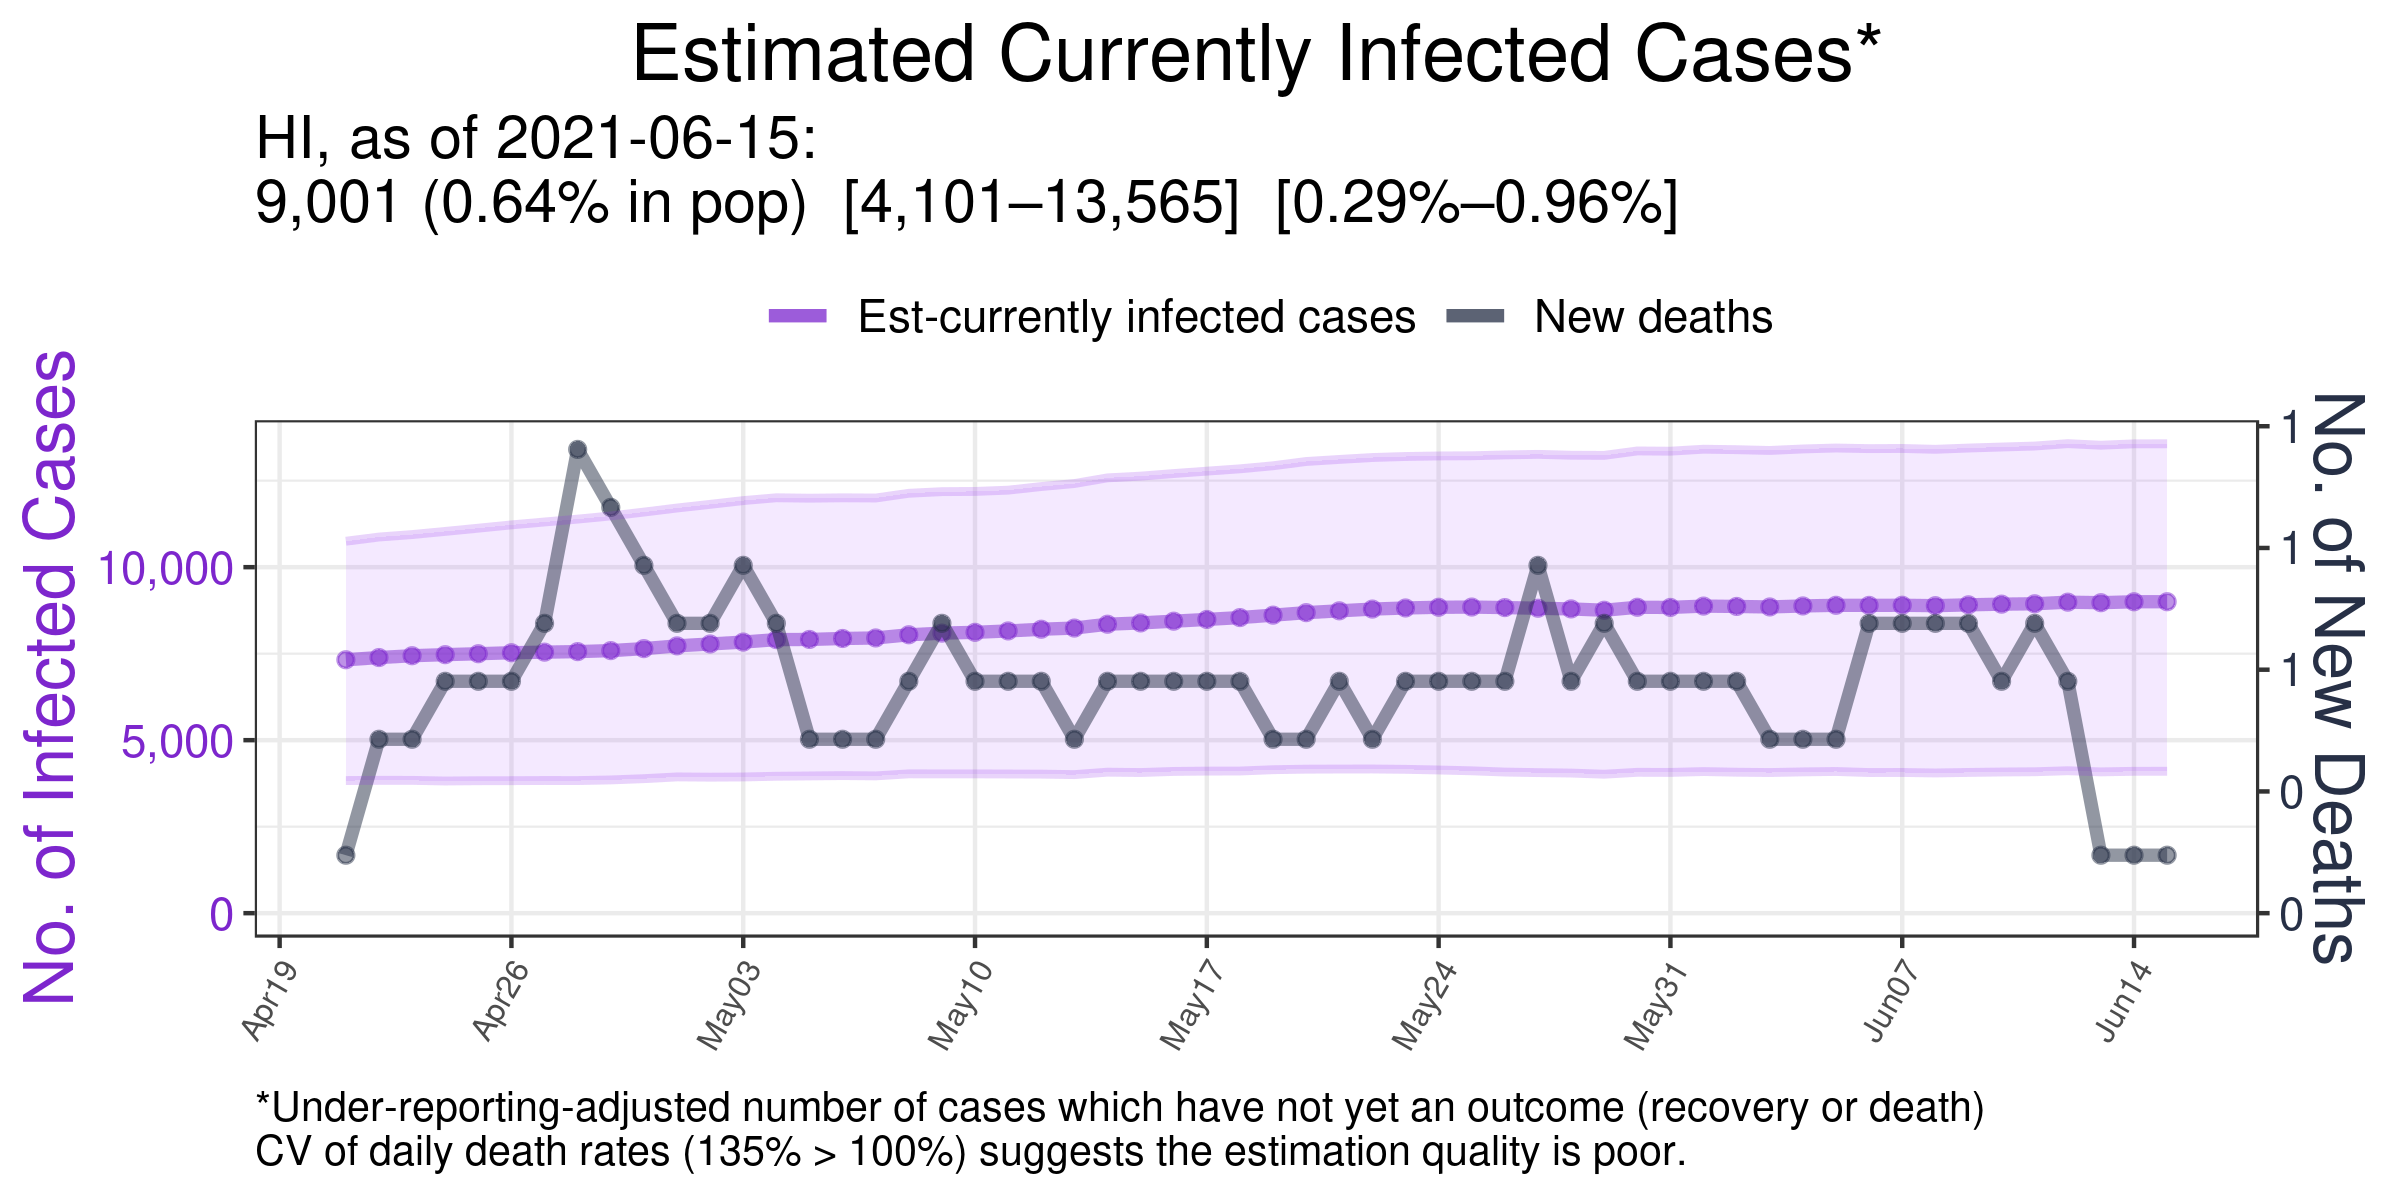 Estimated Currently Infected Cases*
HI, as of 2021-06-15:
9,001 (0.64% in pop)  [4,101–13,565]  [0.29%–0.96%]
Est-currently infected cases
New deaths
No. of Infected Cases
10,000
5,000
0
1
1
1
0
0
No. of New Deaths
Apr19
Apr26
May03
May10
May17
May24
May31
Jun07
Jun14
*Under-reporting-adjusted number of cases which have not yet an outcome (recovery or death)
CV of daily death rates (135% > 100%) suggests the estimation quality is poor.